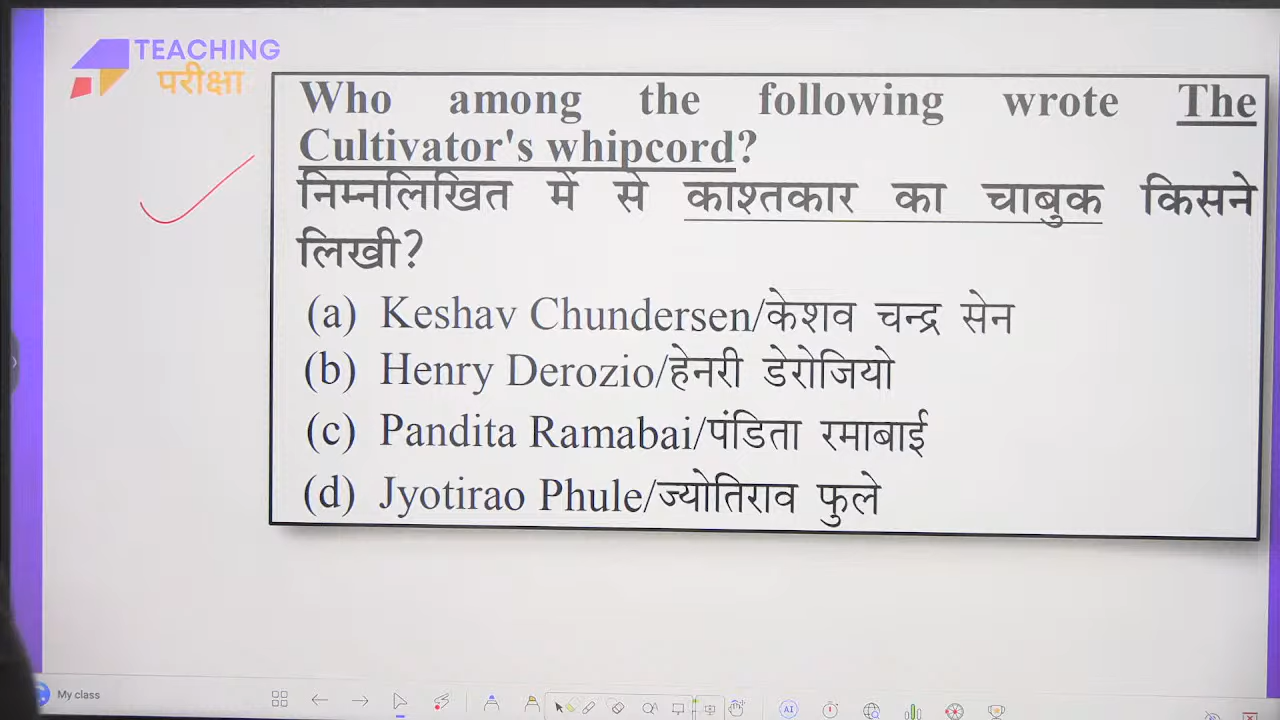 TEACHING
परीक्षा
Who among the following wrote The
Cultivator's whipcord?
निम्नलिखित में से काश्तकार का चाबुक किसने
लिखी?
(a) Keshav Chundersen/केशव चन्द्र सेन
(b) Henry Derozio/हेनरी डेरोजियो
(c) Pandita Ramabai/पंडिता रमाबाई
(d) Jyotirao Phule/ज्योतिराव फुले
My class
AI